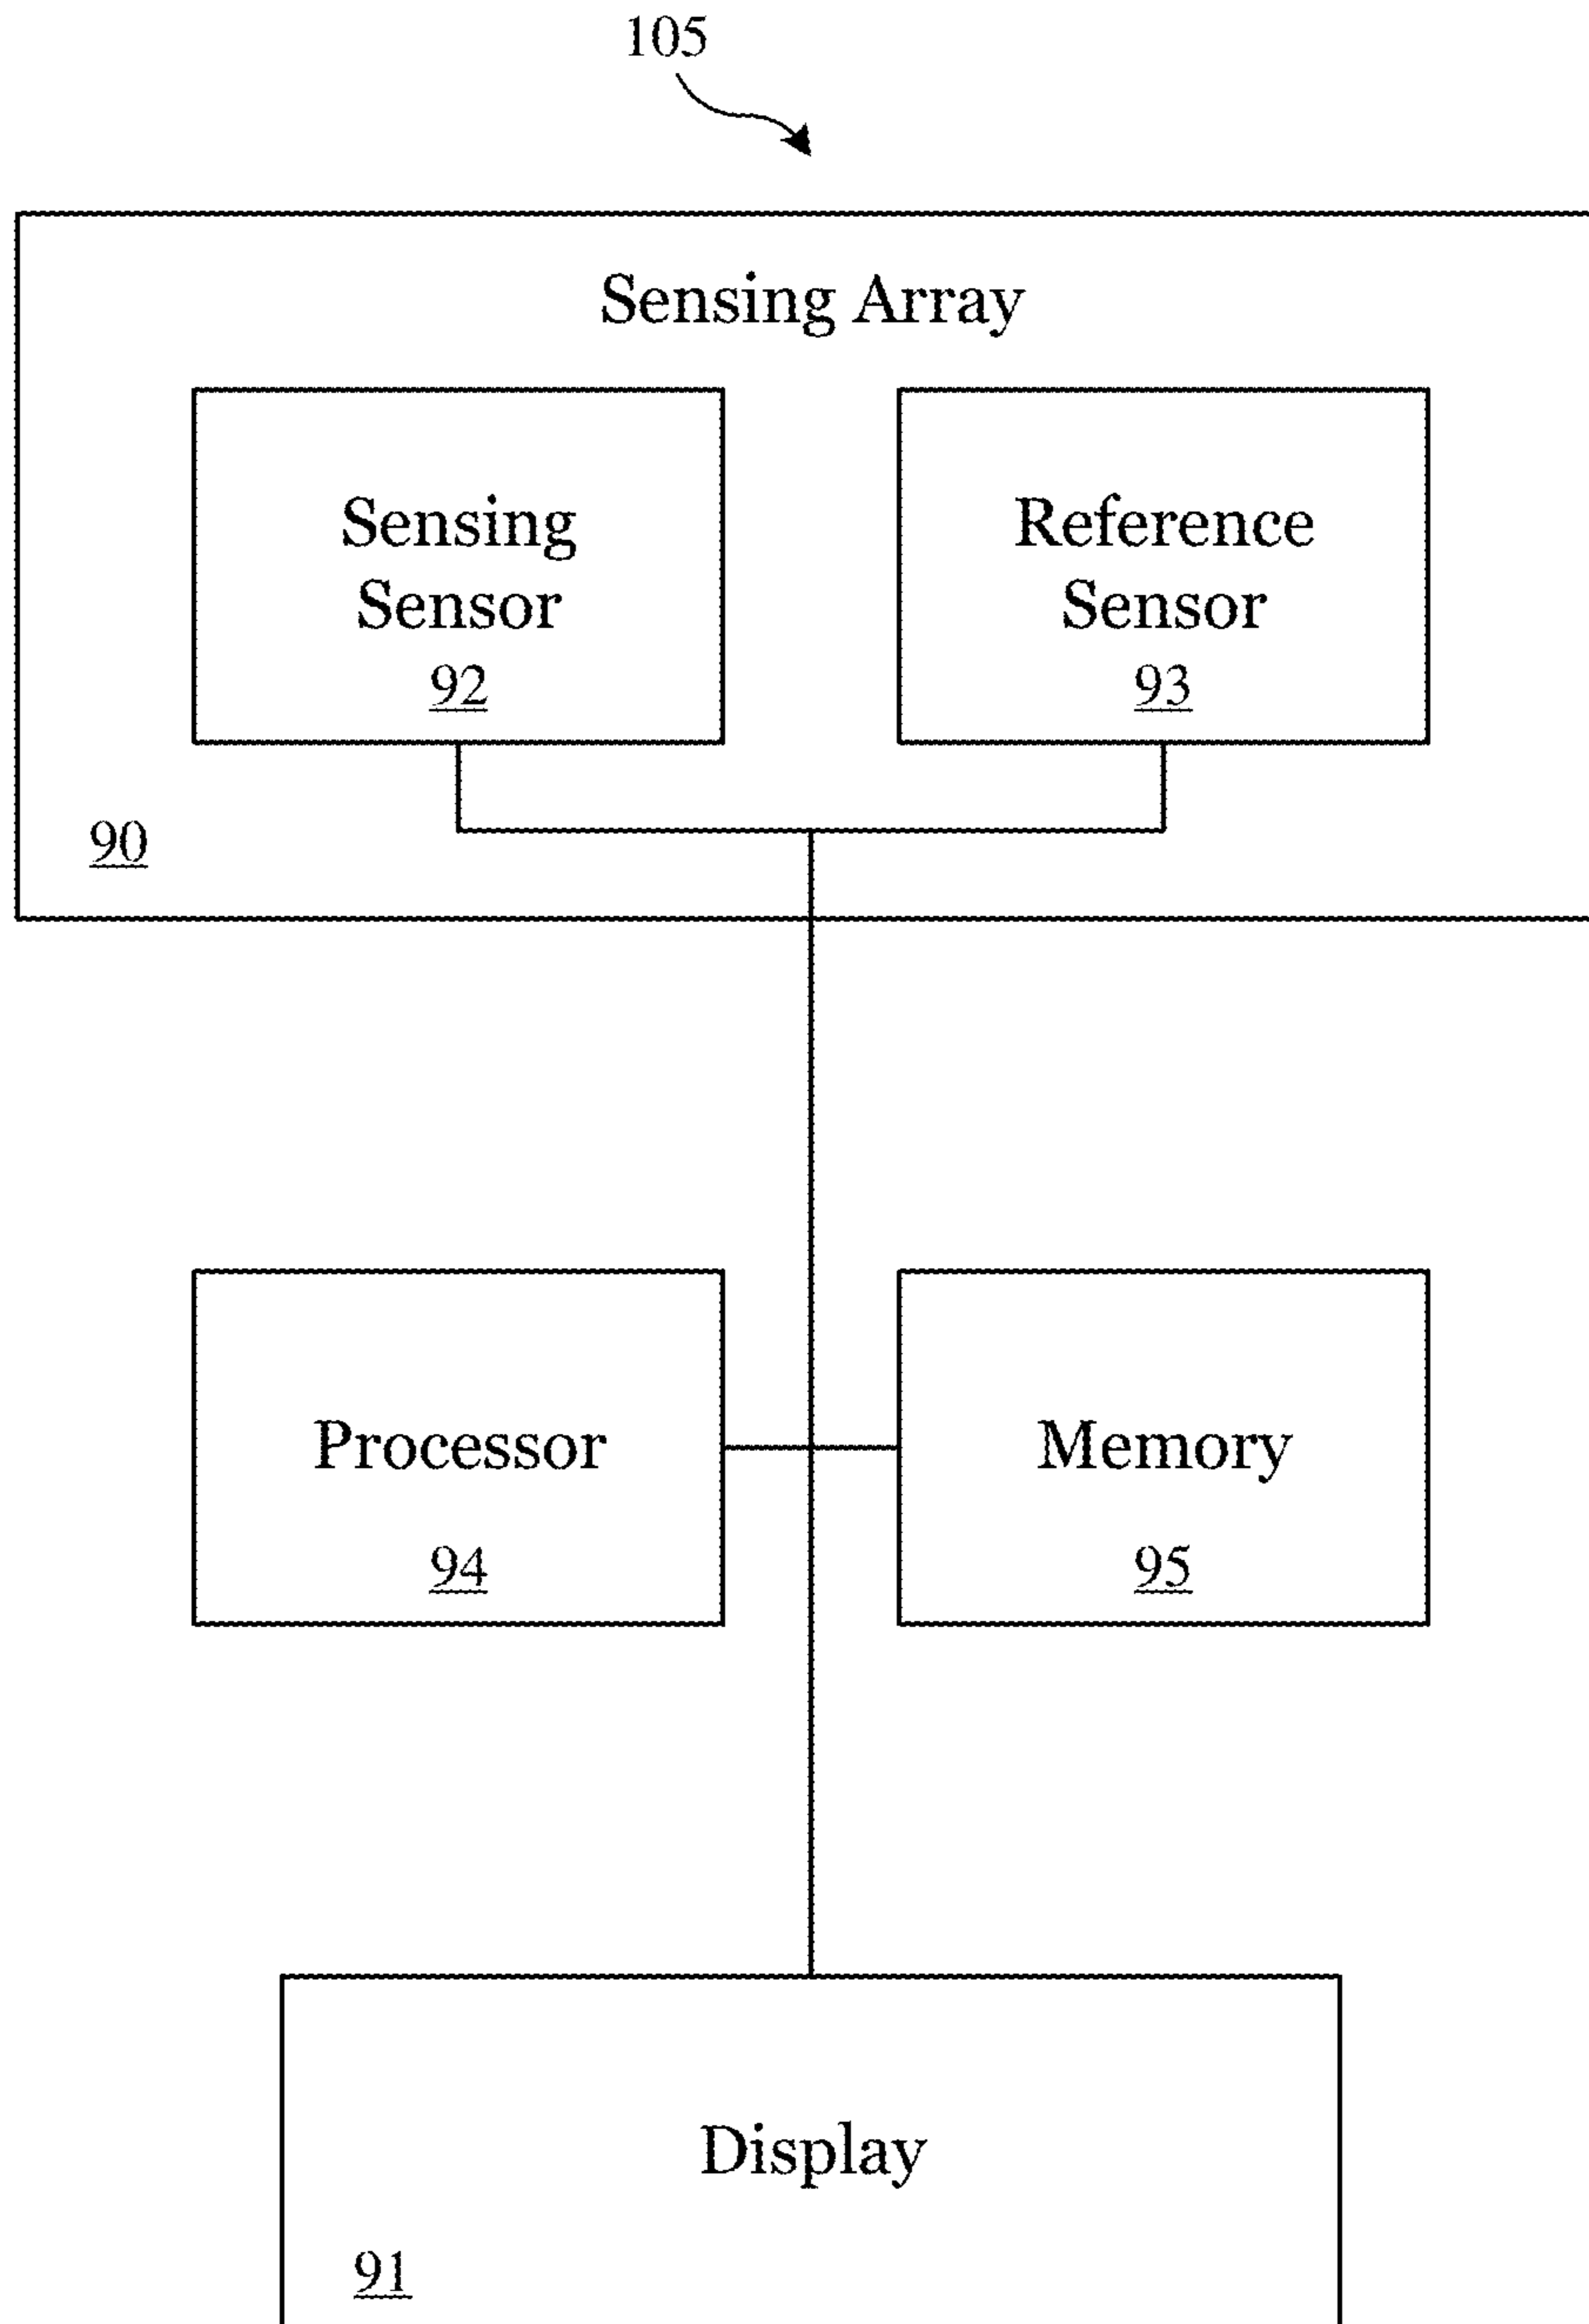 105
Sensing Array
Sensing
Sensor
92
Reference
Sensor
93
90
Processor
94
Memory
95
Display
91